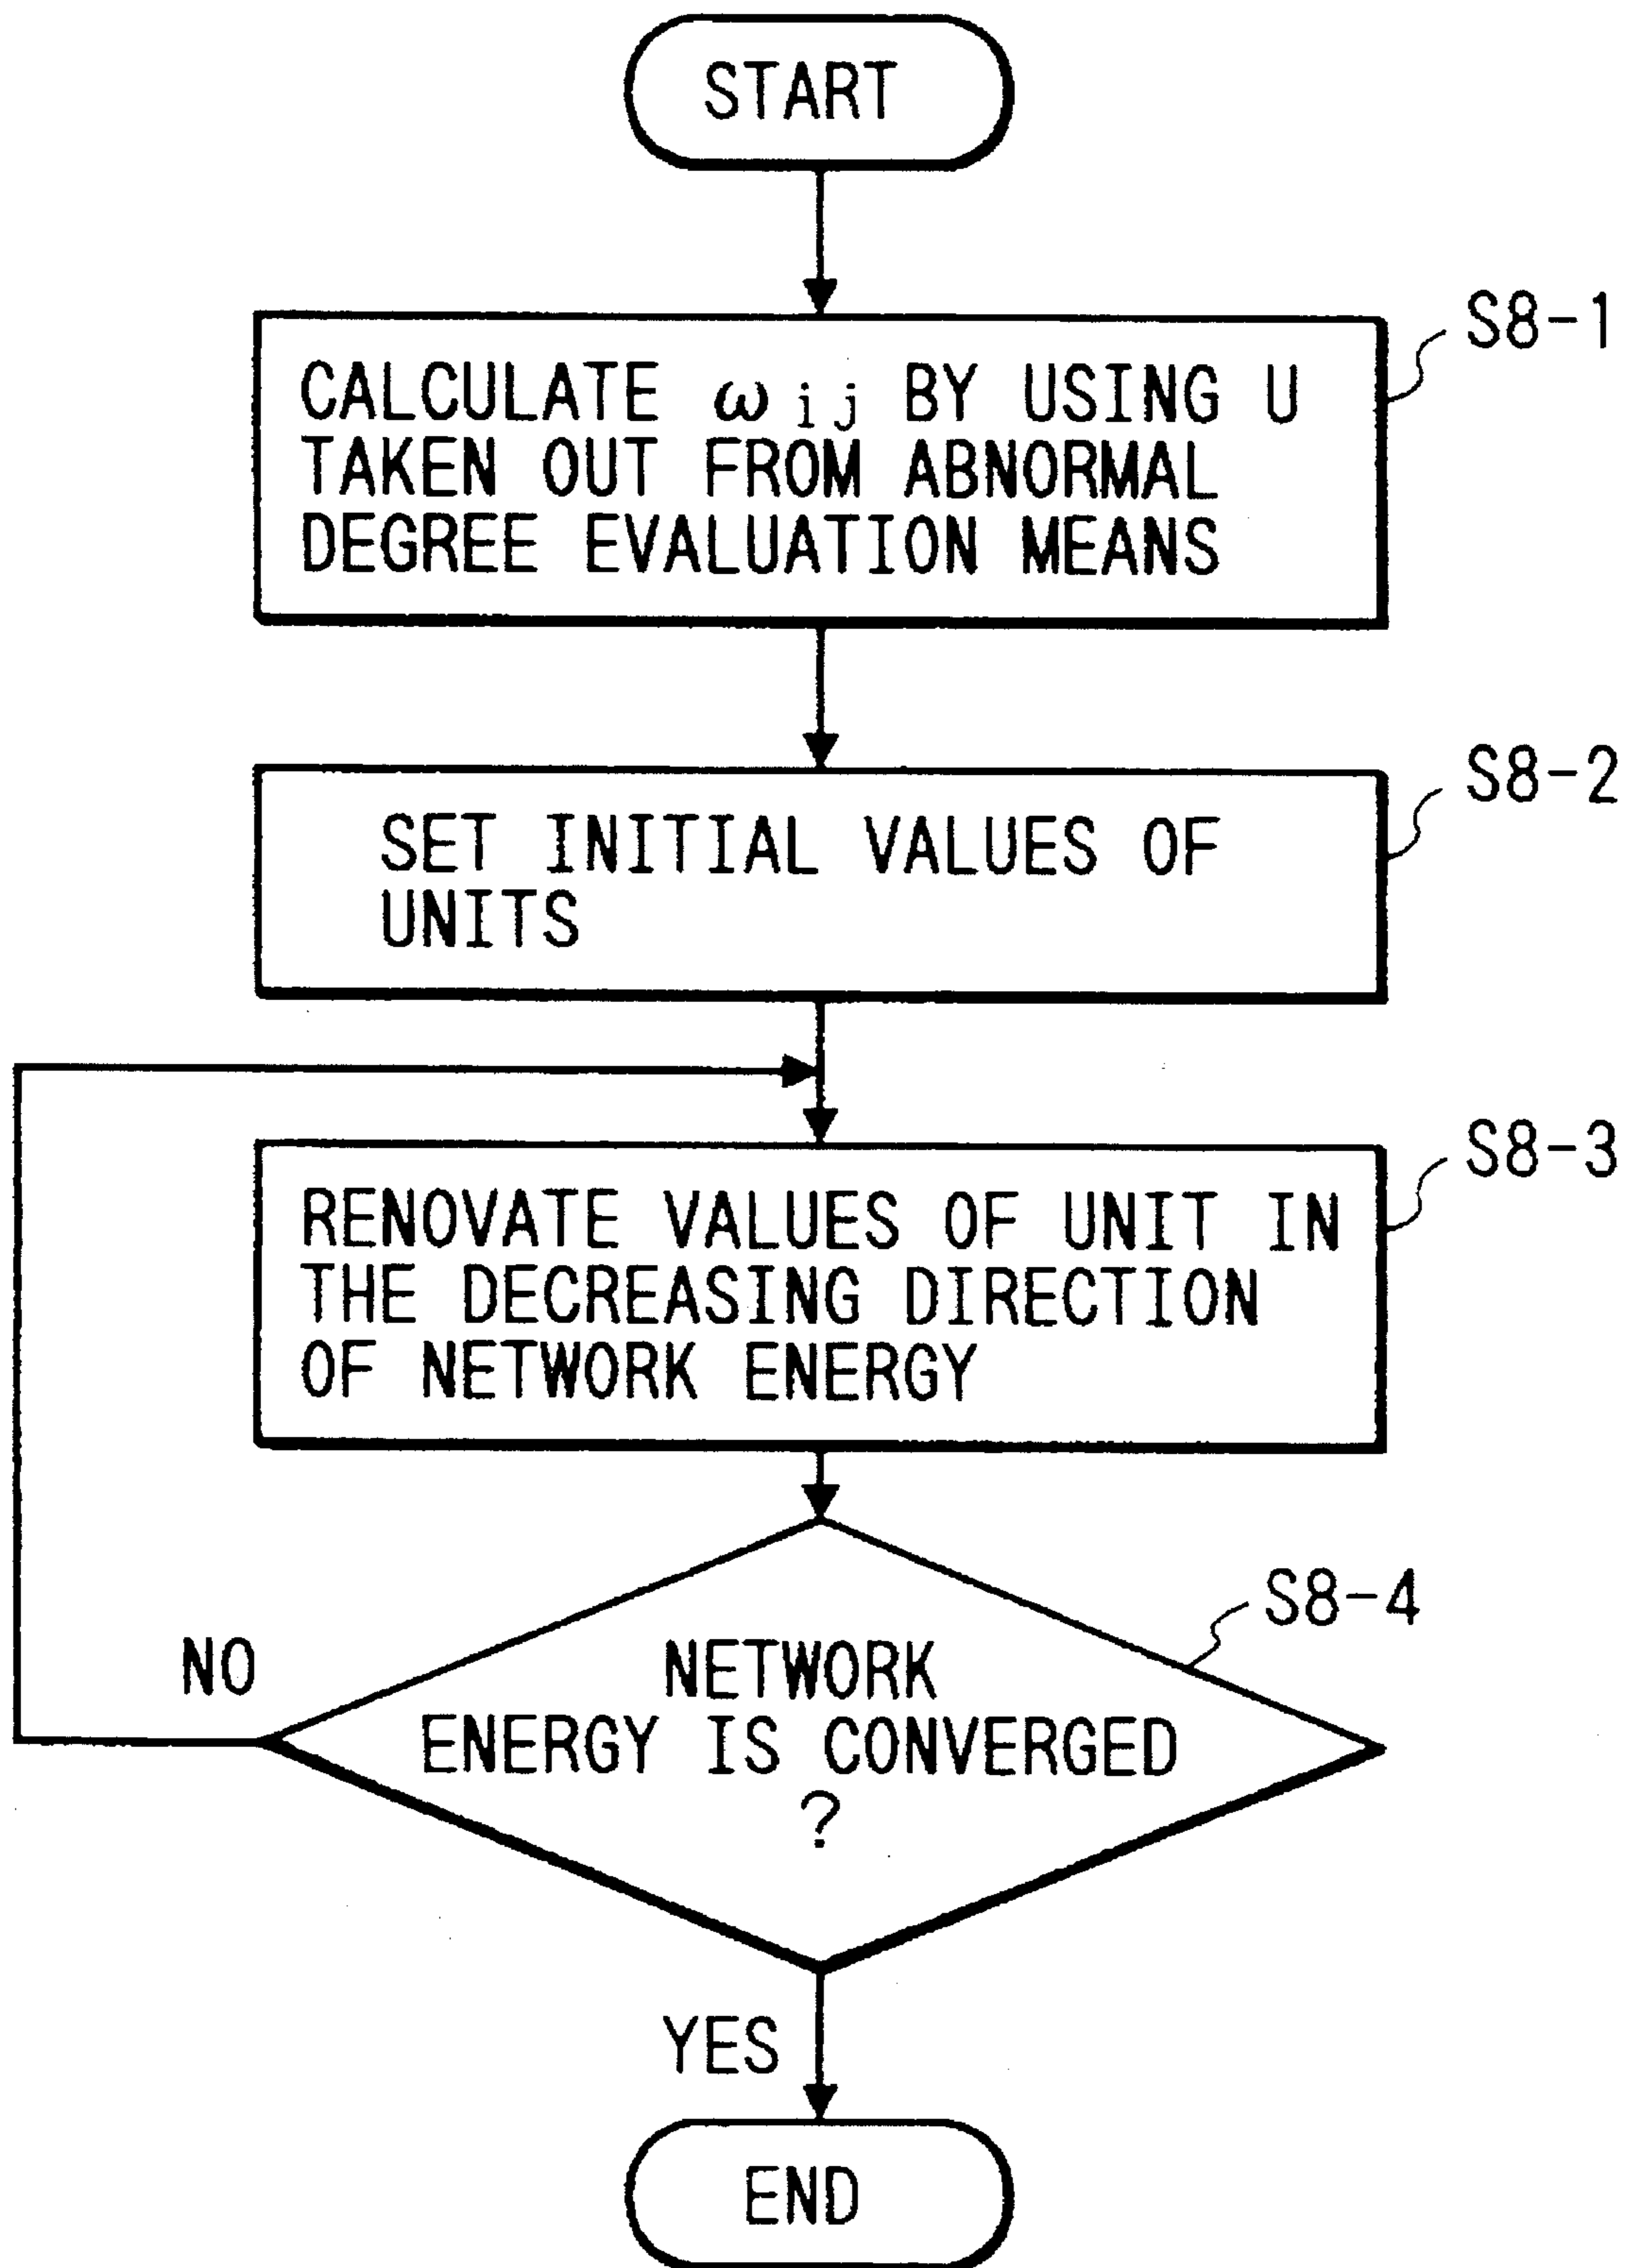 START
S8-1
CALCULATE ωij BY USING U
TAKEN OUT FROM ABNORMAL
DEGREE EVALUATION MEANS
S8-2
SET INITIAL VALUES OF
UNITS
S8-3
RENOVATE VALUES OF UNIT IN
THE DECREASING DIRECTION
OF NETWORK ENERGY
S8-4
NO
NETWORK
ENERGY IS CONVERGED
?
YES
END